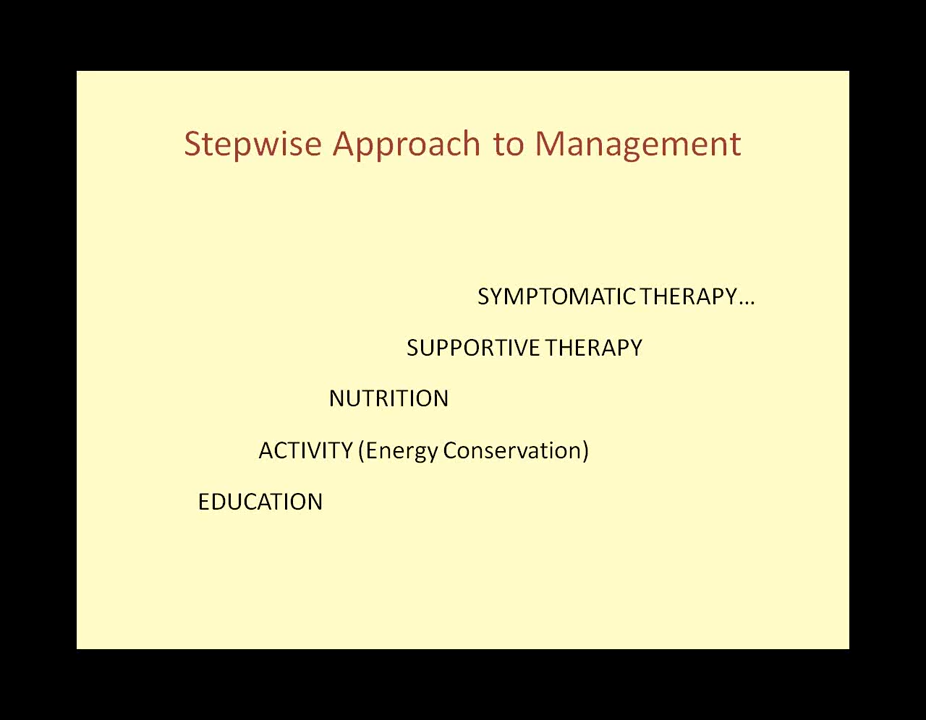 Stepwise Approach to Management
SYMPTOMATIC THERAPY…
SUPPORTIVE THERAPY
NUTRITION
ACTIVITY (Energy Conservation)
EDUCATION